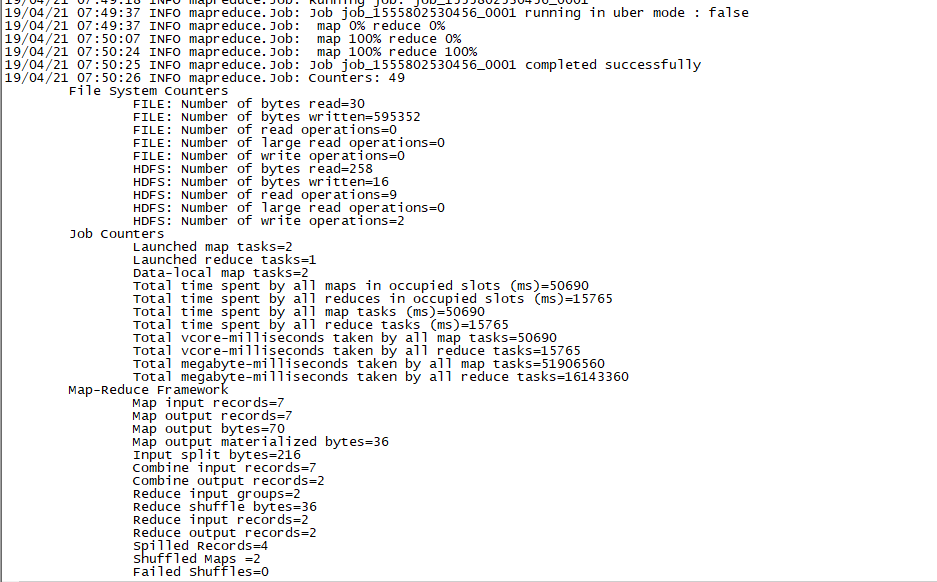 19/04/21 07:49:18 INFO mapreduce.Job: Running job: job_1555802530456_0001
19/04/21 07:49:37 INFO mapreduce.Job: Job job_1555802530456_0001 running in uber mode : false
19/04/21 07:49:37 INFO mapreduce.Job:  map 0% reduce 0%
19/04/21 07:50:07 INFO mapreduce.Job:  map 100% reduce 0%
19/04/21 07:50:24 INFO mapreduce.Job:  map 100% reduce 100%
19/04/21 07:50:25 INFO mapreduce.Job: Job job_1555802530456_0001 completed successfully
19/04/21 07:50:26 INFO mapreduce.Job: Counters: 49
File System Counters
FILE: Number of bytes read=30
FILE: Number of bytes written=595352
FILE: Number of read operations=0
FILE: Number of large read operations=0
FILE: Number of write operations=0
HDFS: Number of bytes read=258
HDFS: Number of bytes written=16
HDFS: Number of read operations=9
HDFS: Number of large read operations=0
HDFS: Number of write operations=2
Job Counters
Launched map tasks=2
Launched reduce tasks=1
Data-local map tasks=2
Total time spent by all maps in occupied slots (ms)=50690
Total time spent by all reduces in occupied slots (ms)=15765
Total time spent by all map tasks (ms)=50690
Total time spent by all reduce tasks (ms)=15765
Total vcore-milliseconds taken by all map tasks=50690
Total vcore-milliseconds taken by all reduce tasks=15765
Total megabyte-milliseconds taken by all map tasks=51906560
Total megabyte-milliseconds taken by all reduce tasks=16143360
Map-Reduce Framework
Map input records=7
Map output records=7
Map output bytes=70
Map output materialized bytes=36
Input split bytes=216
Combine input records=7
Combine output records=2
Reduce input groups=2
Reduce shuffle bytes=36
Reduce input records=2
Reduce output records=2
Spilled Records=4
Shuffled Maps =2
Failed Shuffles=0